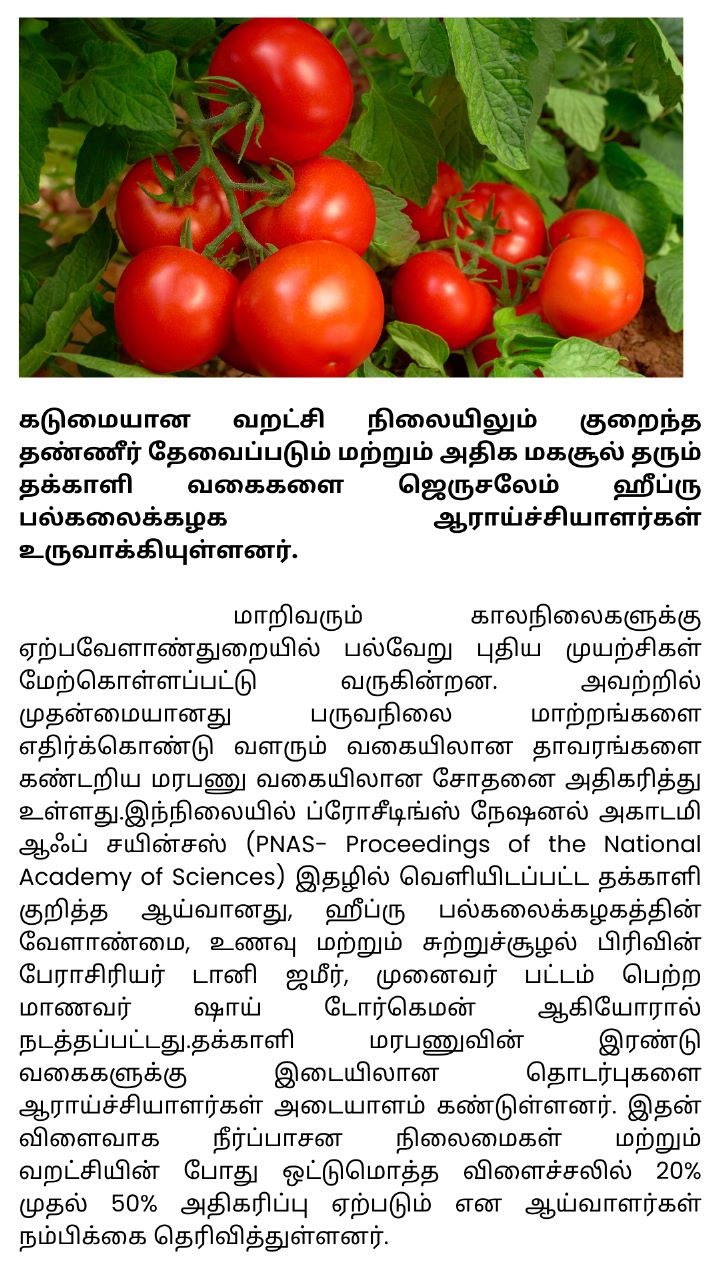 கடுமையான வறட்சி நிலையிலும் குறைந்த
தண்ணீர் தேவைப்படும் மற்றும் அதிக மகசூல் தரும்
தக்காளி வகைகளை ஜெருசலேம் ஹீப்ரு
பல்கலைக்கழக ஆராய்ச்சியாளர்கள்
உருவாக்கியுள்ளனர்.
மாறிவரும் காலநிலைகளுக்கு
ஏற்பவேளாண்துறையில் பல்வேறு புதிய முயற்சிகள்
மேற்கொள்ளப்பட்டு வருகின்றன. அவற்றில்
முதன்மையானது பருவநிலை மாற்றங்களை
எதிர்க்கொண்டு வளரும் வகையிலான தாவரங்களை
கண்டறிய மரபணு வகையிலான சோதனை அதிகரித்து
உள்ளது.இந்நிலையில் ப்ரோசீடிங்ஸ் நேஷனல் அகாடமி
ஆஃப் சயின்சஸ் (PNAS- Proceedings of the National
Academy of Sciences) இதழில் வெளியிடப்பட்ட தக்காளி
குறித்த ஆய்வானது, ஹீப்ரு பல்கலைக்கழகத்தின்
வேளாண்மை, உணவு மற்றும் சுற்றுச்சூழல் பிரிவின்
பேராசிரியர் டானி ஜமீர், முனைவர் பட்டம் பெற்ற
மாணவர் ஷாய் டோர்கெமன் ஆகியோரால்
நடத்தப்பட்டது.தக்காளி மரபணுவின் இரண்டு
வகைகளுக்கு இடையிலான தொடர்புகளை
ஆராய்ச்சியாளர்கள் அடையாளம் கண்டுள்ளனர். இதன்
விளைவாக நீர்ப்பாசன நிலைமைகள் மற்றும்
வறட்சியின் போது ஒட்டுமொத்த விளைச்சலில் 20%
முதல் 50% அதிகரிப்பு ஏற்படும் என ஆய்வாளர்கள்
நம்பிக்கை தெரிவித்துள்ளனர்.